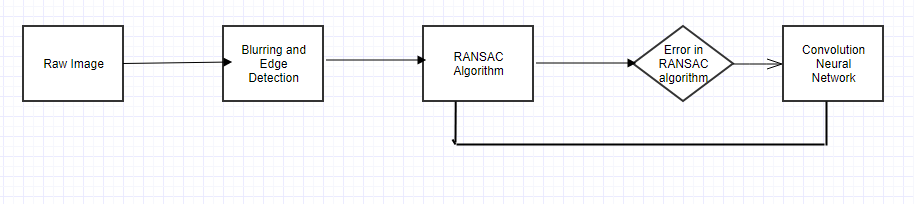 Raw Image
Blurring and
Edge
Detection
RANSAC
Algorithm
Error in
RANSAC
algorithm
Convolution
Neural
Network